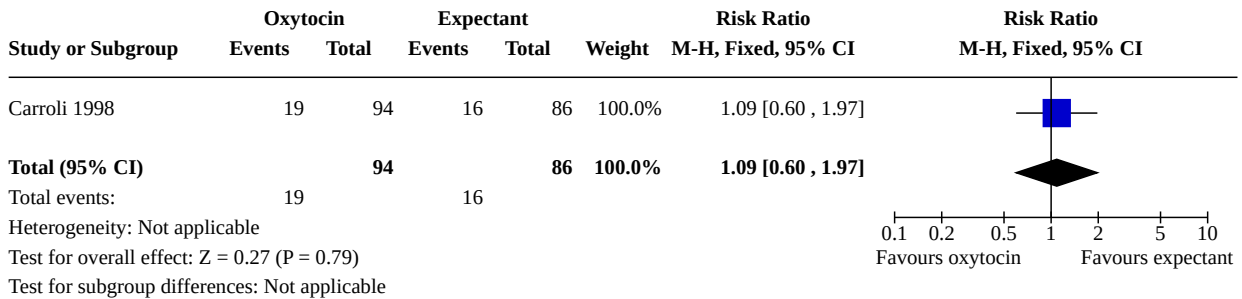 Oxytocin Expectant Risk Ratio Risk Ratio
Study or Subgroup Events Total Events Total Weight M-H, Fixed, 95% CI M-H, Fixed, 95% CI
Carroli 1998 19 94 16 86 100.0% 1.09 [0.60 , 1.97]
Total (95% CI) 94 86 100.0% 1.09 [0.60 , 1.97]
Total events: 19 16
Heterogeneity: Not applicable
Test for overall effect: Z = 0.27 (P = 0.79)
Test for subgroup differences: Not applicable
0.1 0.2 0.5 1 2 5 10
Favours oxytocin Favours expectant